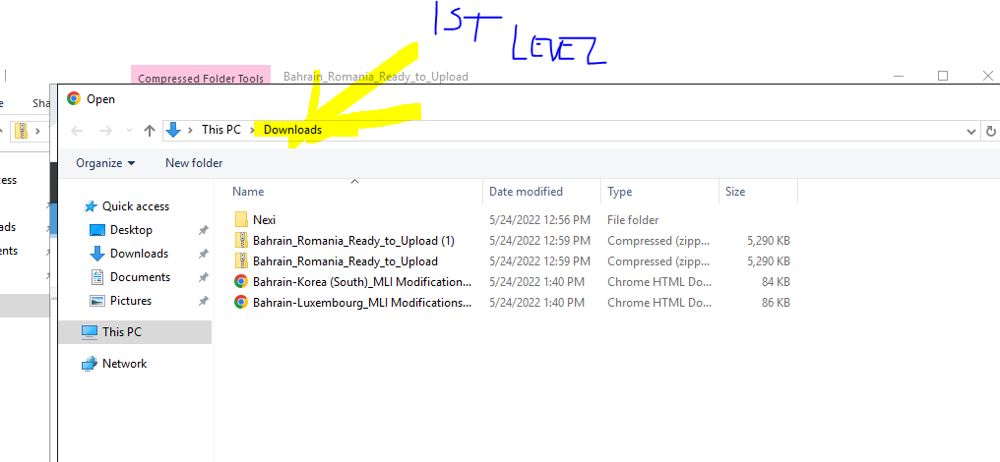 1ST
LEVEL
Compressed Folder Tools
Bahrain_Romania_Ready_to_Upload
e
Sha
Open
This PC
Downloads
Organize
New folder
Name
Date modified
Type
Size
cess
Quick access
Desktop
ads
Downloads
ents
Documents
Pictures
This PC
Network
Nexi 5/24/2022 12:56 PM File folder
Bahrain_Romania_Ready_to_Upload (1) 5/24/2022 12:59 PM Compressed (zipp... 5,290 KB
Bahrain_Romania_Ready_to_Upload 5/24/2022 12:59 PM Compressed (zipp... 5,290 KB
Bahrain-Korea (South)_MLI Modification... 5/24/2022 1:40 PM Chrome HTML Do... 84 KB
Bahrain-Luxembourg_MLI Modifications... 5/24/2022 1:40 PM Chrome HTML Do... 86 KB